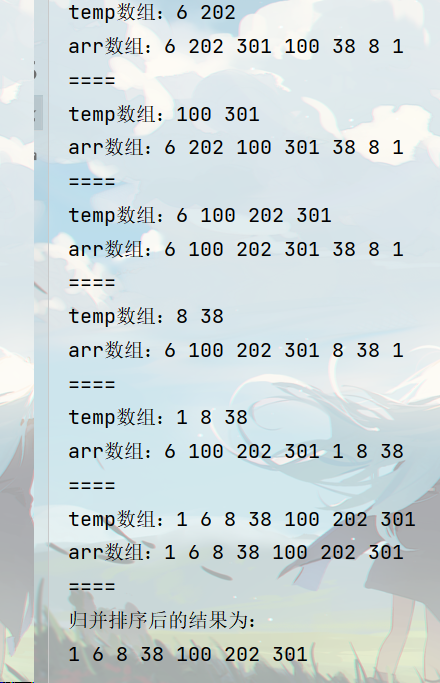 temp数组：6 202
arr数组：6 202 301 100 38 8 1
====
temp数组：100 301
arr数组：6 202 100 301 38 8 1
====
temp数组：6 100 202 301
arr数组：6 100 202 301 38 8 1
====
temp数组：8 38
arr数组：6 100 202 301 8 38 1
====
temp数组：1 8 38
arr数组：6 100 202 301 1 8 38
====
temp数组：1 6 8 38 100 202 301
arr数组：1 6 8 38 100 202 301
====
归并排序后的结果为：
1 6 8 38 100 202 301